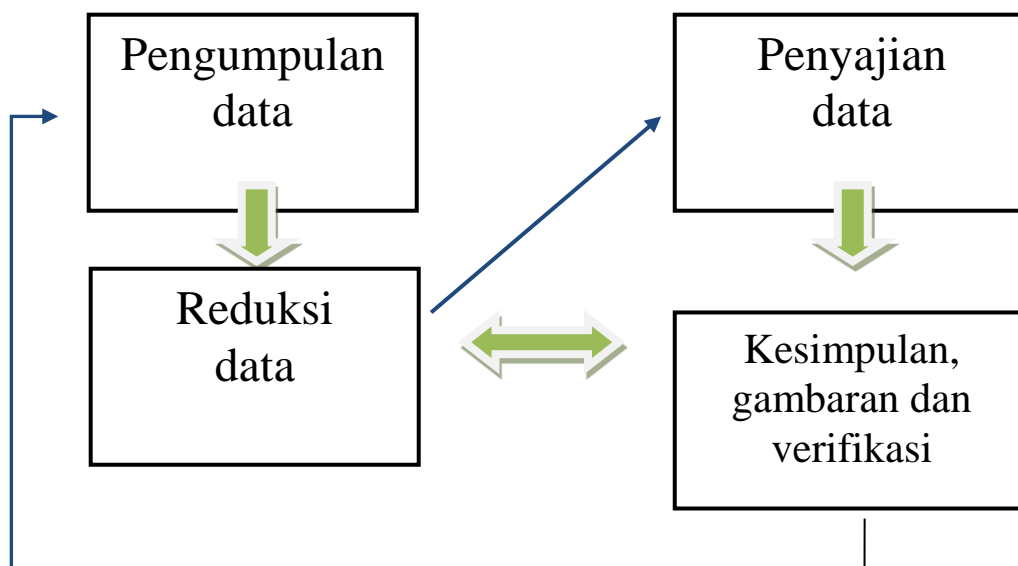 Pengumpulan
data
Penyajian
data
Reduksi
data
Kesimpulan,
gambaran dan
verifikasi